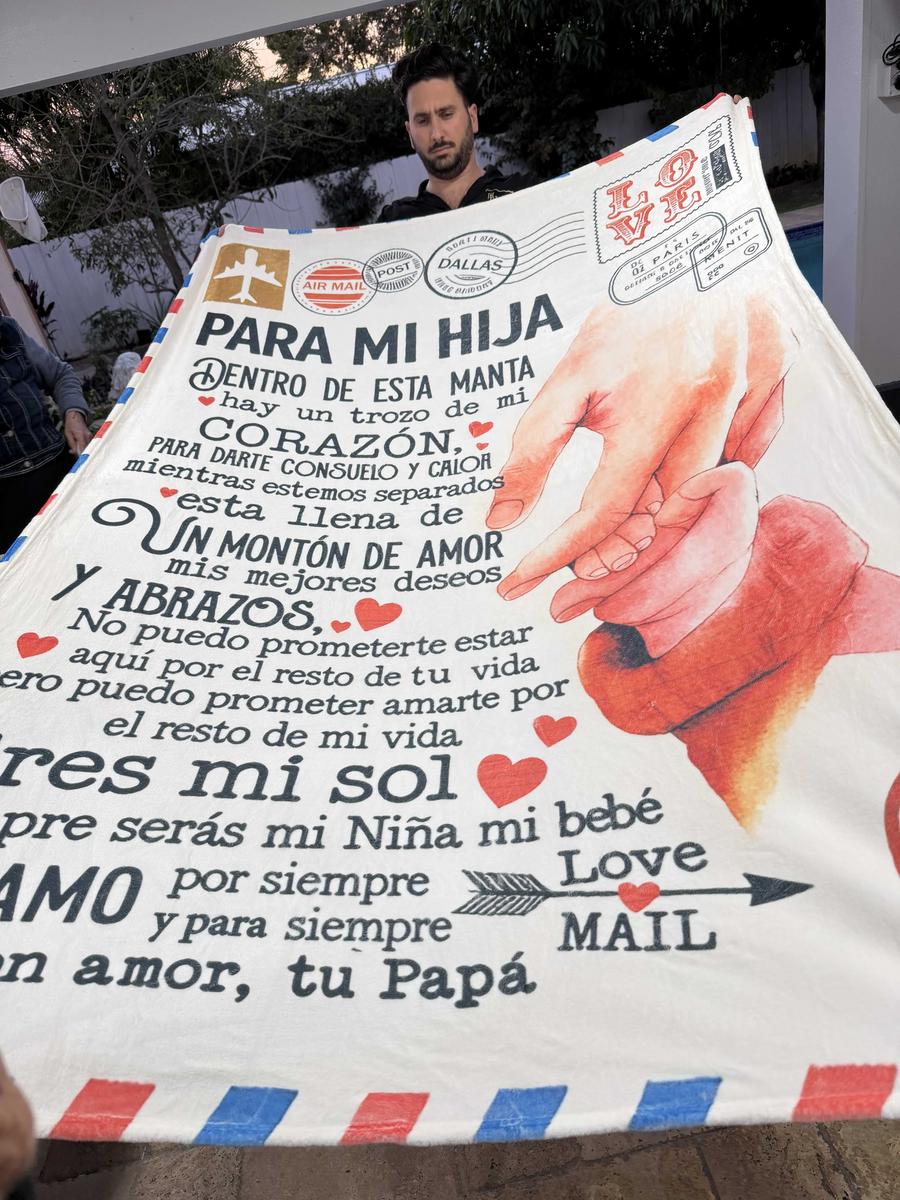 AIR MAIL
POST
DALLAS
LOVE
PARIS
PARA MI HIJA
DENTRO DE ESTA MANTA
hay un trozo de mi
CORAZÓN,
PARA DARTE CONSUELO Y CALOR
mientras estemos separados
esta llena de
UN MONTÓN DE AMOR
mis mejores deseos
y ABRAZOS,
No puedo prometerte estar
aquí por el resto de tu vida
ero puedo prometer amarte por
el resto de mi vida
res mi sol
pre serás mi Niña mi bebé
AMO por siempre
y para siempre
Love
MAIL
n amor, tu Papá